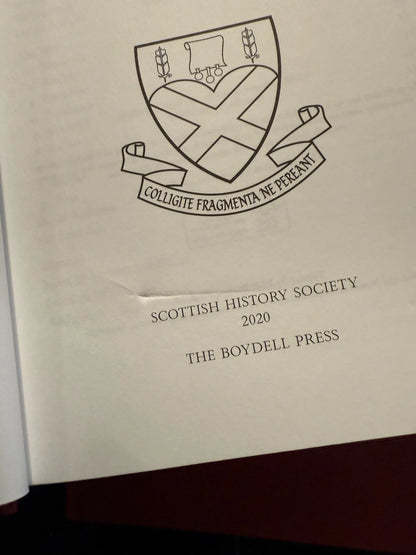 COLLIGITE FRAGMENTA NE PEREANT
SCOTTISH HISTORY SOCIETY
2020
THE BOYDELL PRESS